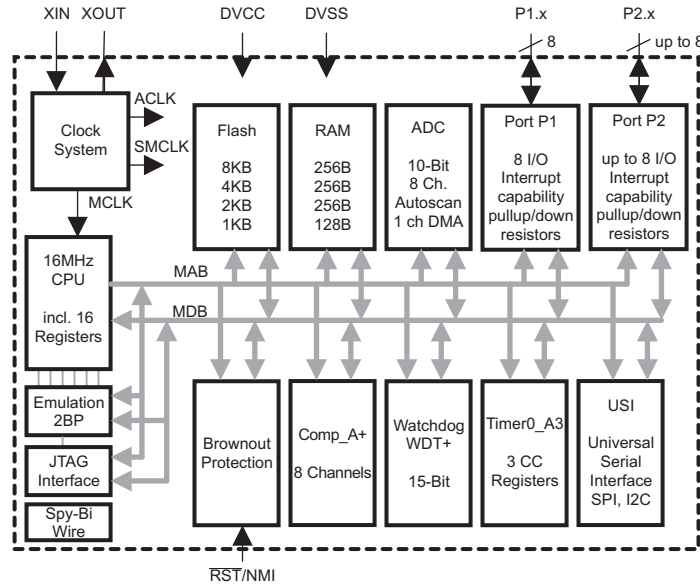 XIN XOUT DVCC DVSS P1.x P2.x
8 up to 8
Clock
System
ACLK
SMCLK
MCLK
Flash
8KB
4KB
2KB
1KB
RAM
256B
256B
256B
128B
ADC
10-Bit
8 Ch.
Autoscan
1 ch DMA
Port P1
8 I/O
Interrupt
capability
pullup/down
resistors
Port P2
up to 8 I/O
Interrupt
capability
pullup/down
resistors
16MHz
CPU
incl. 16
Registers
MAB
MDB
Emulation
2BP
JTAG
Interface
Spy-Bi
Wire
Brownout
Protection
Comp_A+
8 Channels
Watchdog
WDT+
15-Bit
Timer0_A3
3 CC
Registers
USI
Universal
Serial
Interface
SPI, I2C
RST/NMI